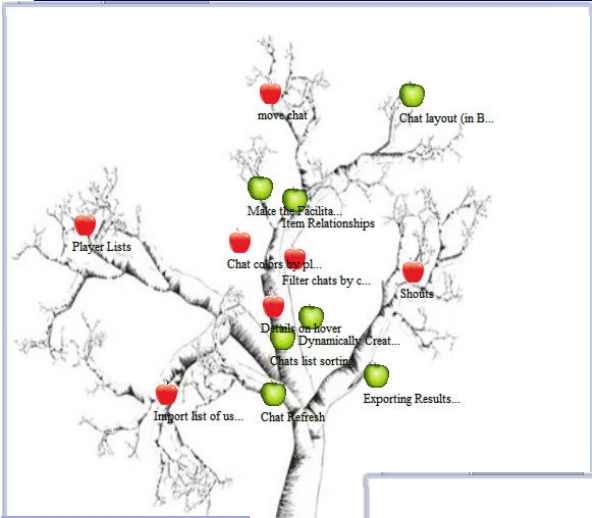 move chat
Chat layout (in B...
Make the Facilita...
Item Relationships
Player Lists
Chat colors by pl...
Filter chats by c...
Shouts
Details on hover
Dynamically Creat...
Chats list sorting
Exporting Results...
Import list of us...
Chat Refresh